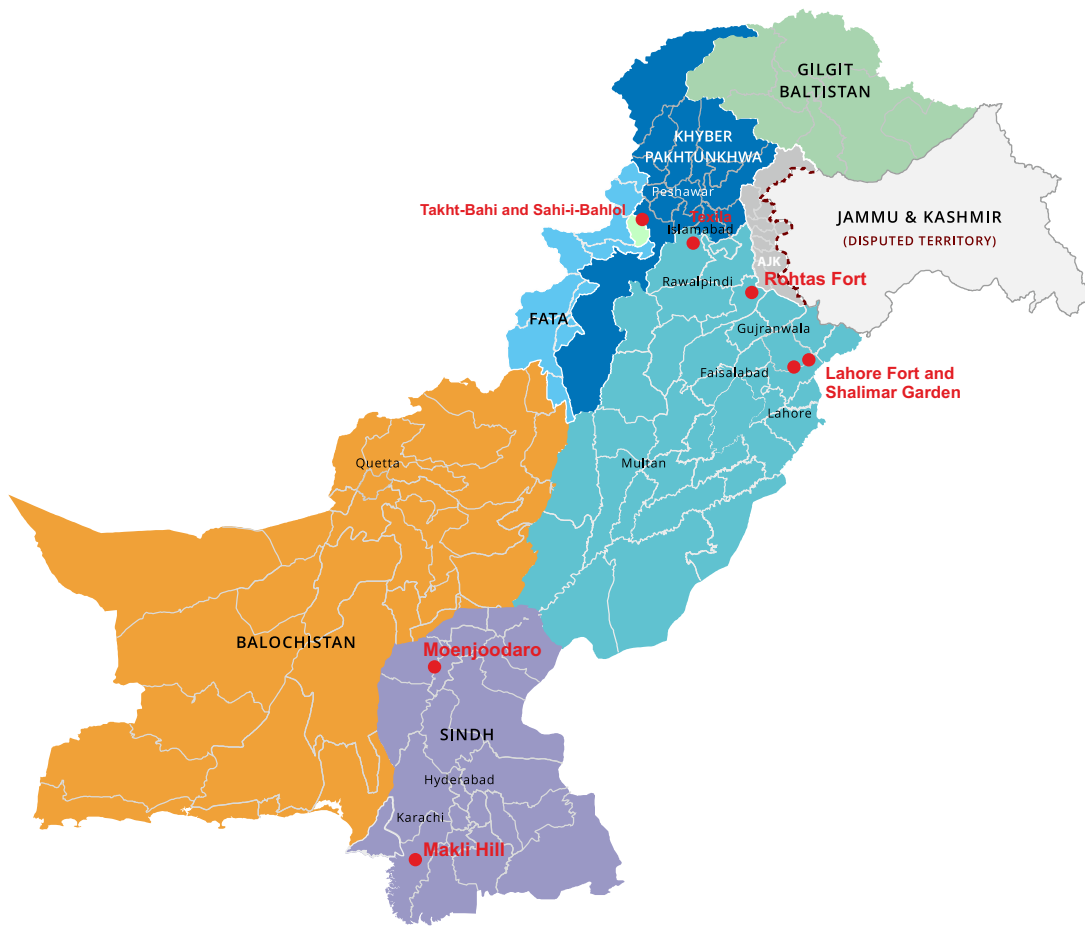 GILGIT
BALTISTAN
KHYBER
PAKHTUNKHWA
Peshawar
Takht-Bahi and Sahi-i-Bahlol
Taxila
Islamabad
JAMMU & KASHMIR
(DISPUTED TERRITORY)
AJK
Rawalpindi
Rohtas Fort
FATA
Gujranwala
Faisalabad
Lahore Fort and
Shalimar Garden
Lahore
Quetta
Multan
BALOCHISTAN
Moenjoodaro
SINDH
Hyderabad
Karachi
Makli Hill